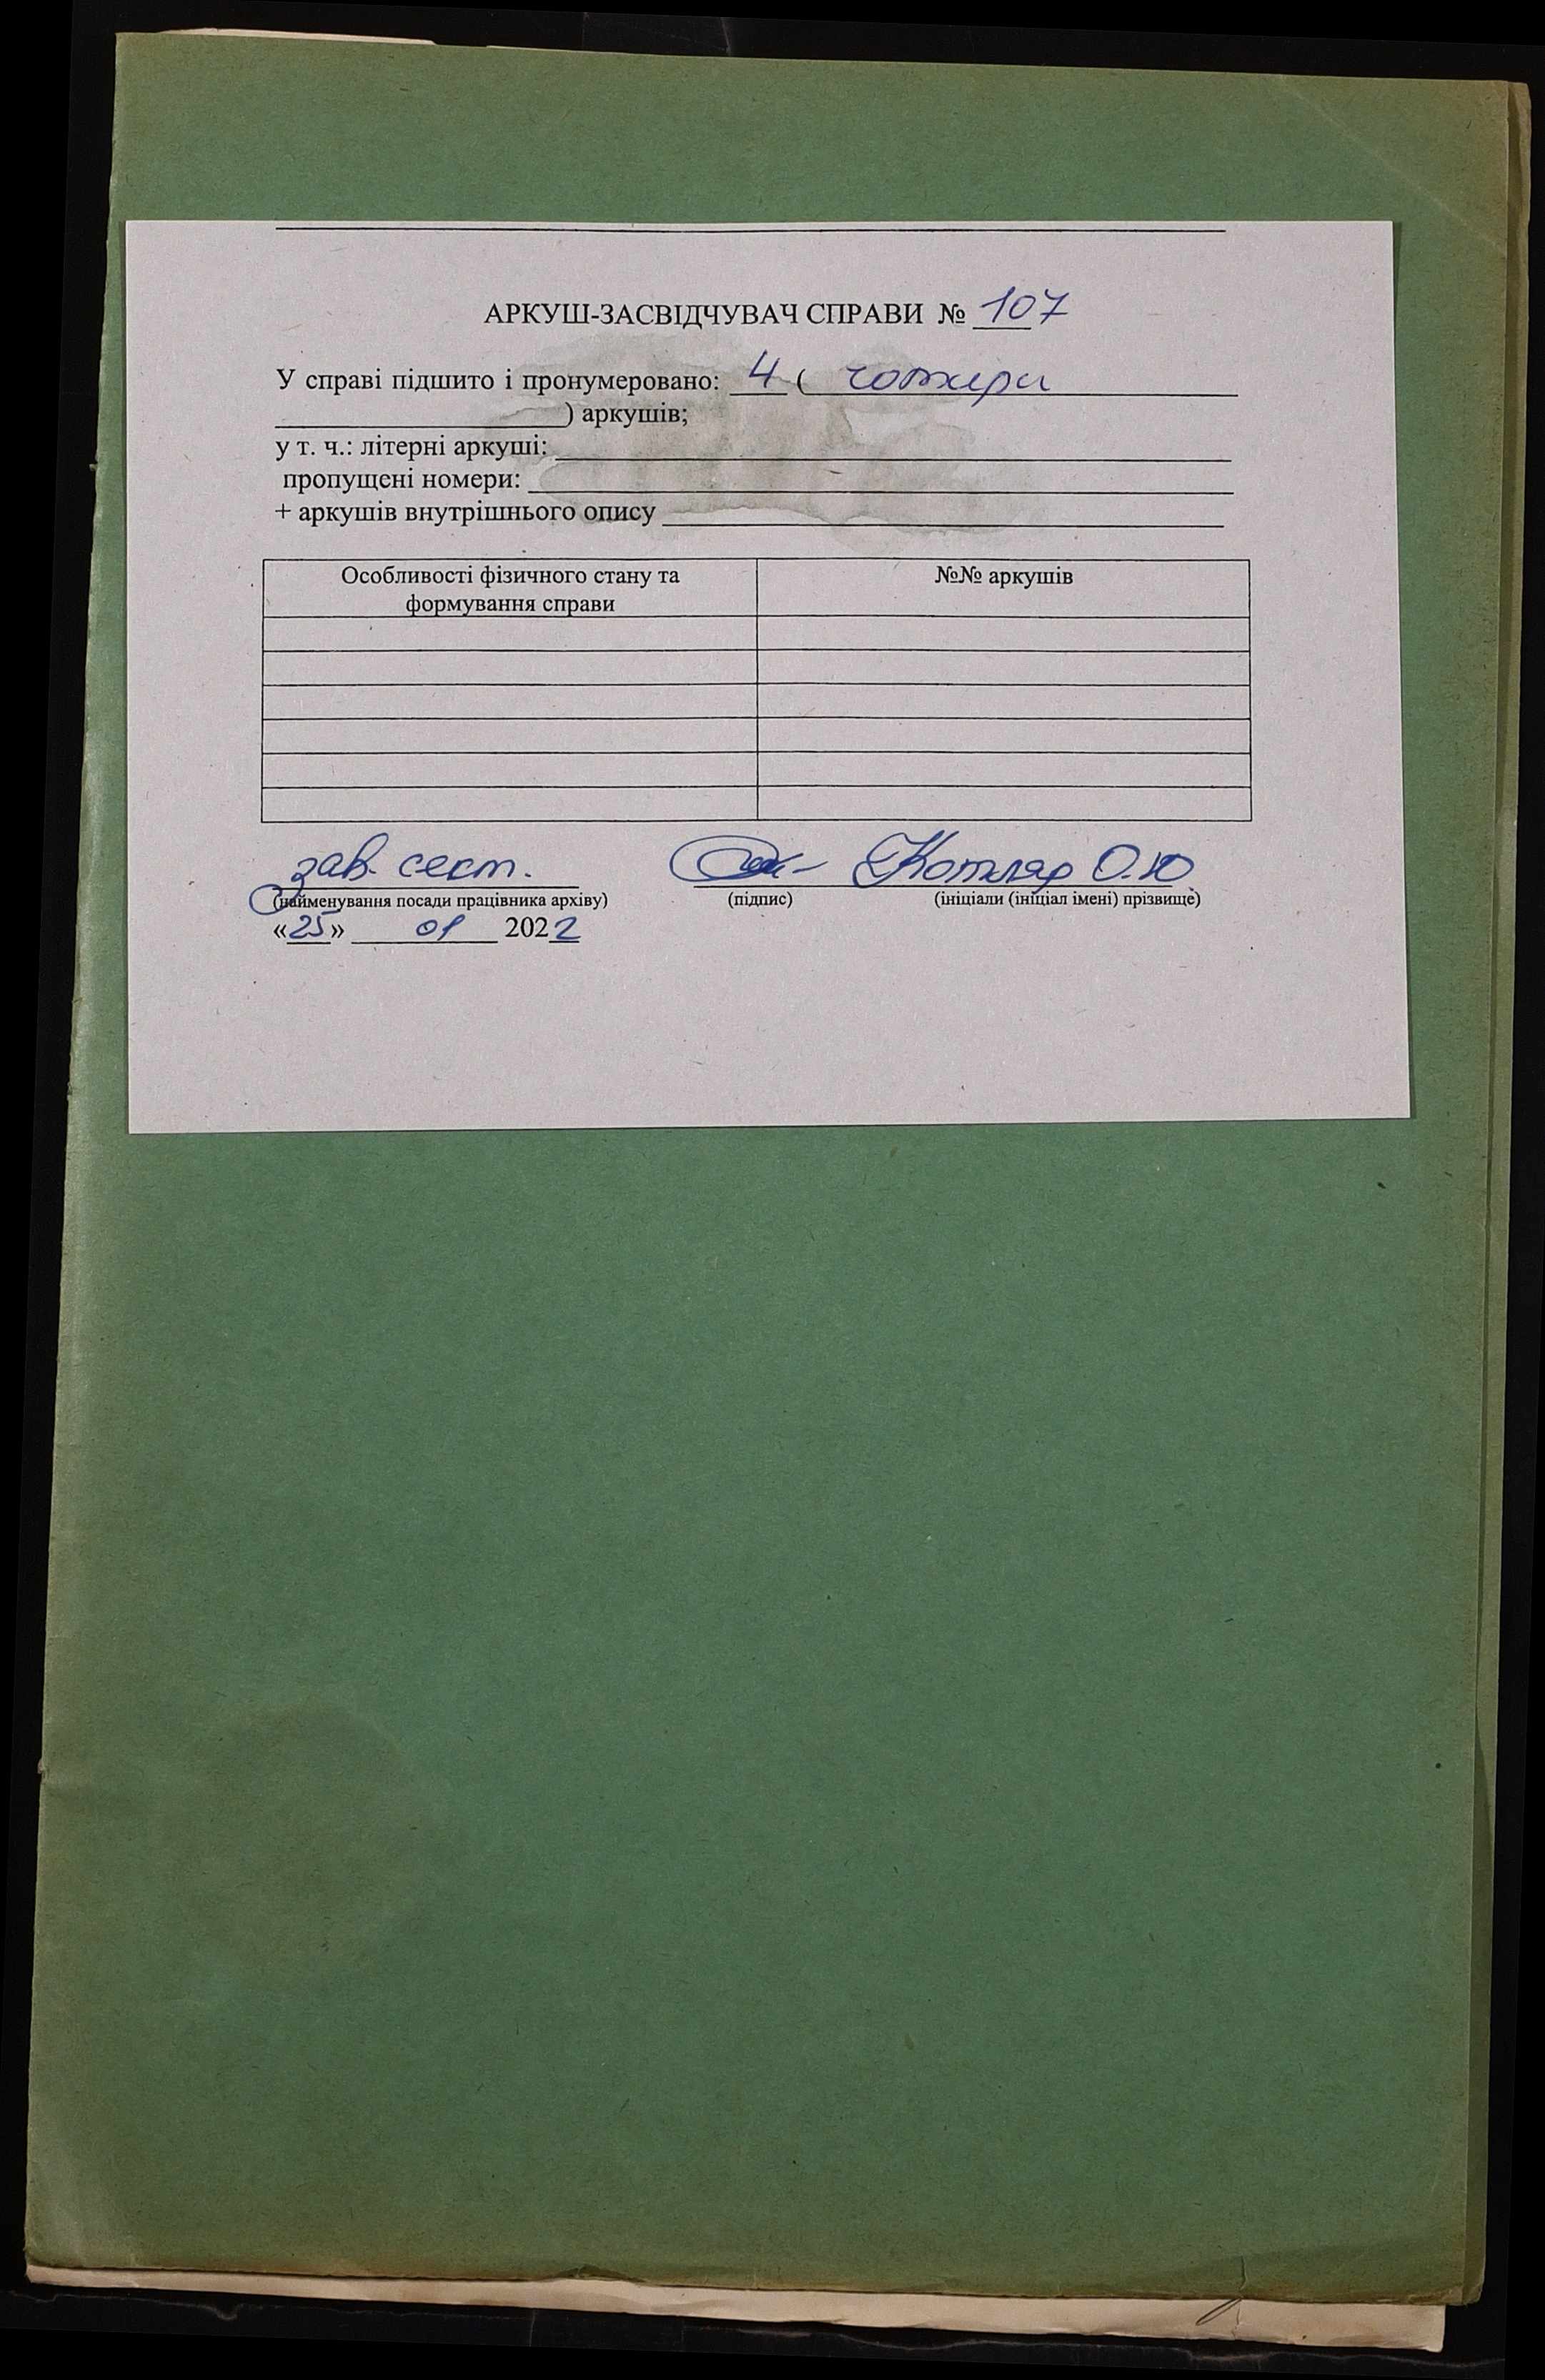 АРКУШ-ЗАСВІДЧУВАЧ СПРАВИ № 107
У справі підшито і пронумеровано: 4 ( чотири
) аркушів;
у т. ч.: літерні аркуші:
пропущені номери:
+ аркушів внутрішнього опису
Особливості фізичного стану та формування справи №№ аркушів
зав. сект. Котляр О.Ю
(найменування посади працівника архіву) (підпис) (ініціали (ініціал імені) прізвище)
«25» 01 2022